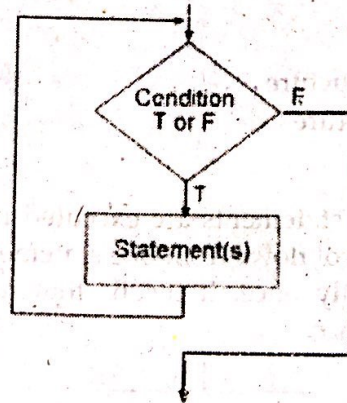 Condition
T or F
F
T
Statement(s)